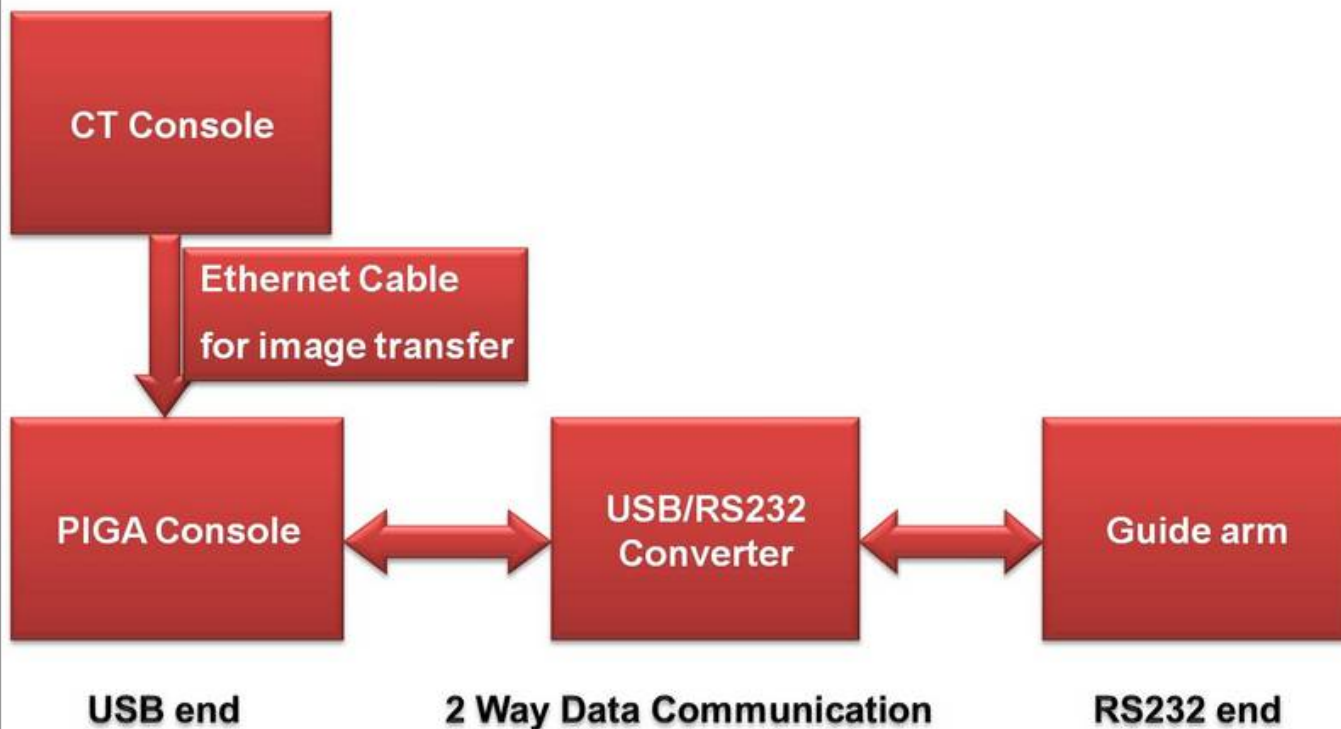 CT Console
Ethernet Cable
for image transfer
PIGA Console
USB/RS232
Converter
Guide arm
USB end
2 Way Data Communication
RS232 end